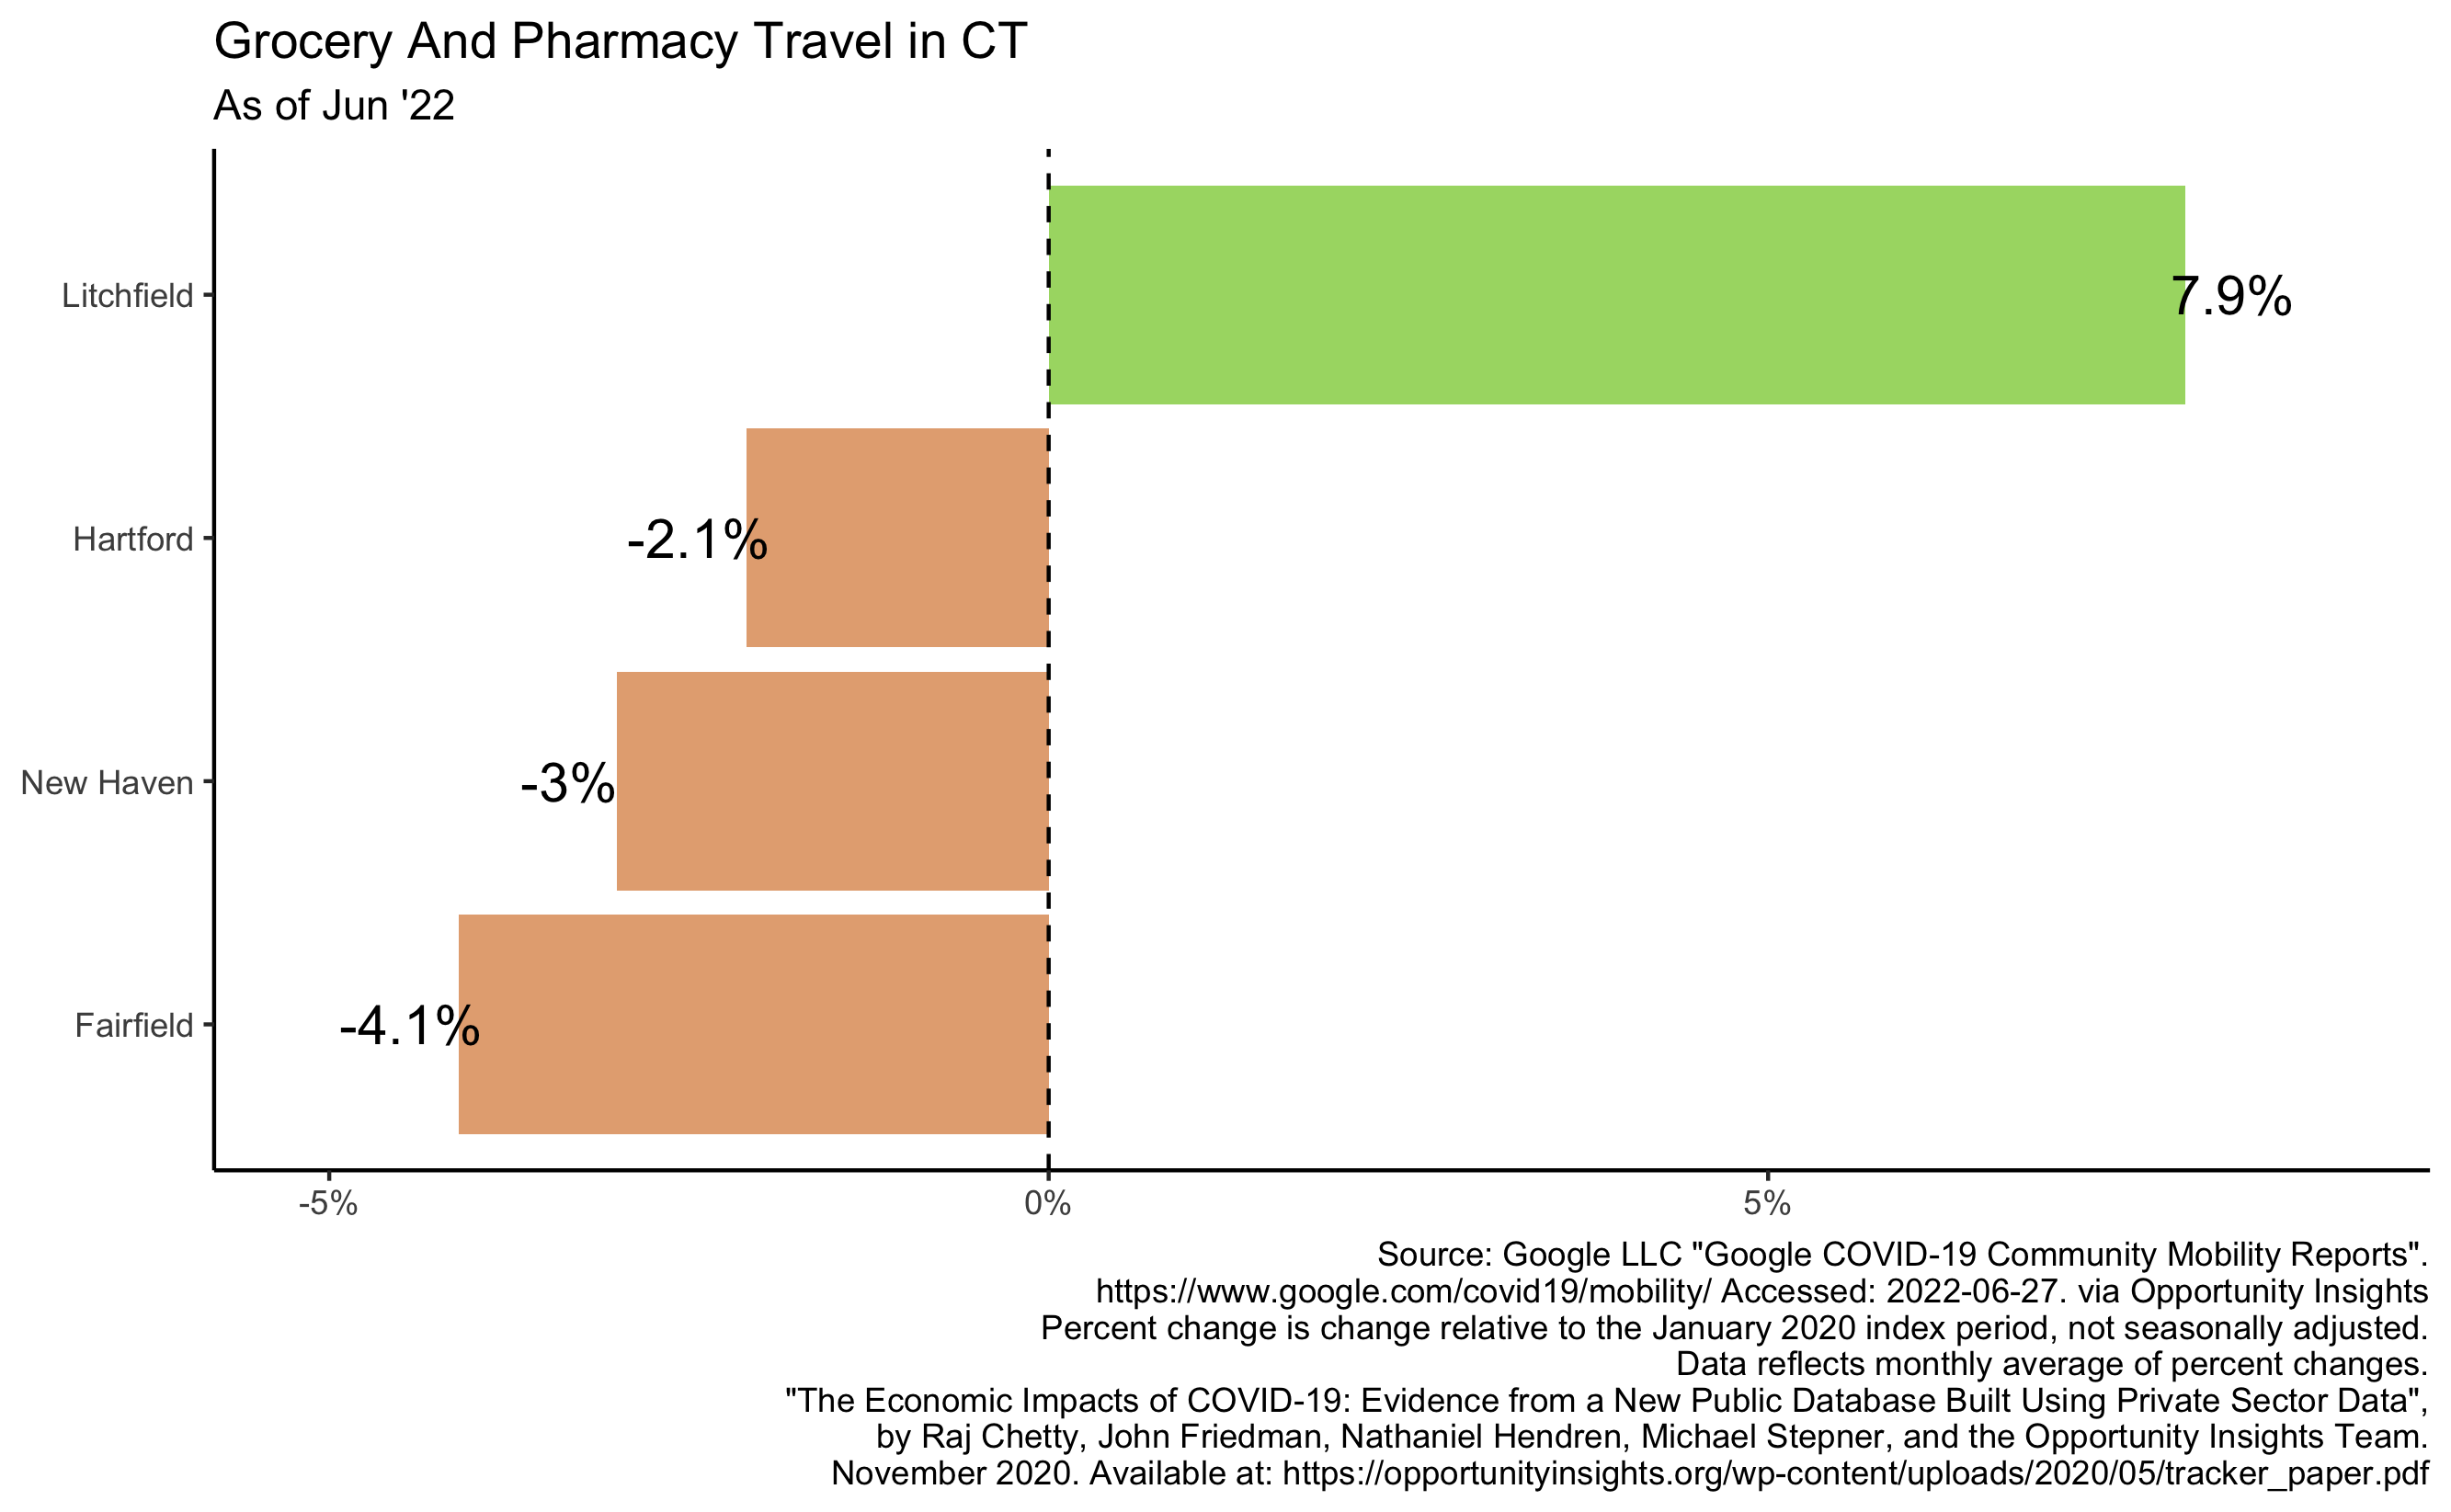 Grocery And Pharmacy Travel in CT
As of Jun '22
Litchfield
7.9%
Hartford
-2.1%
New Haven
-3%
Fairfield
-4.1%
-5%
0%
5%
Source: Google LLC "Google COVID-19 Community Mobility Reports".
https://www.google.com/covid19/mobility/ Accessed: 2022-06-27. via Opportunity Insights
Percent change is change relative to the January 2020 index period, not seasonally adjusted.
Data reflects monthly average of percent changes.
"The Economic Impacts of COVID-19: Evidence from a New Public Database Built Using Private Sector Data",
by Raj Chetty, John Friedman, Nathaniel Hendren, Michael Stepner, and the Opportunity Insights Team.
November 2020. Available at: https://opportunityinsights.org/wp-content/uploads/2020/05/tracker_paper.pdf